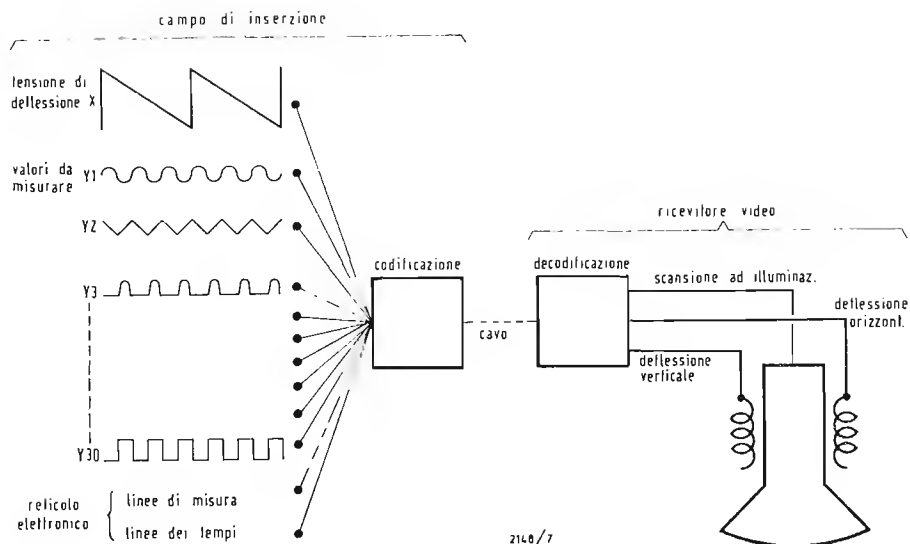 campo di inserzione
tensione di
deflessione X
valori da
misurare
Y1
Y2
Y3
Y30
reticolo
elettronico
linee di misura
linee dei tempi
codificazione
cavo
ricevitore video
decodificazione
scansione ad illuminaz.
deflessione
orizzont.
deflessione
verticale
2148/7